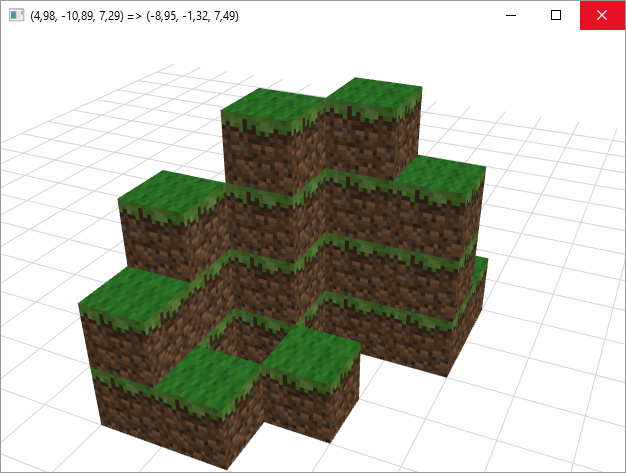 (4,98, -10,89, 7,29) => (-8,95, -1,32, 7,49)